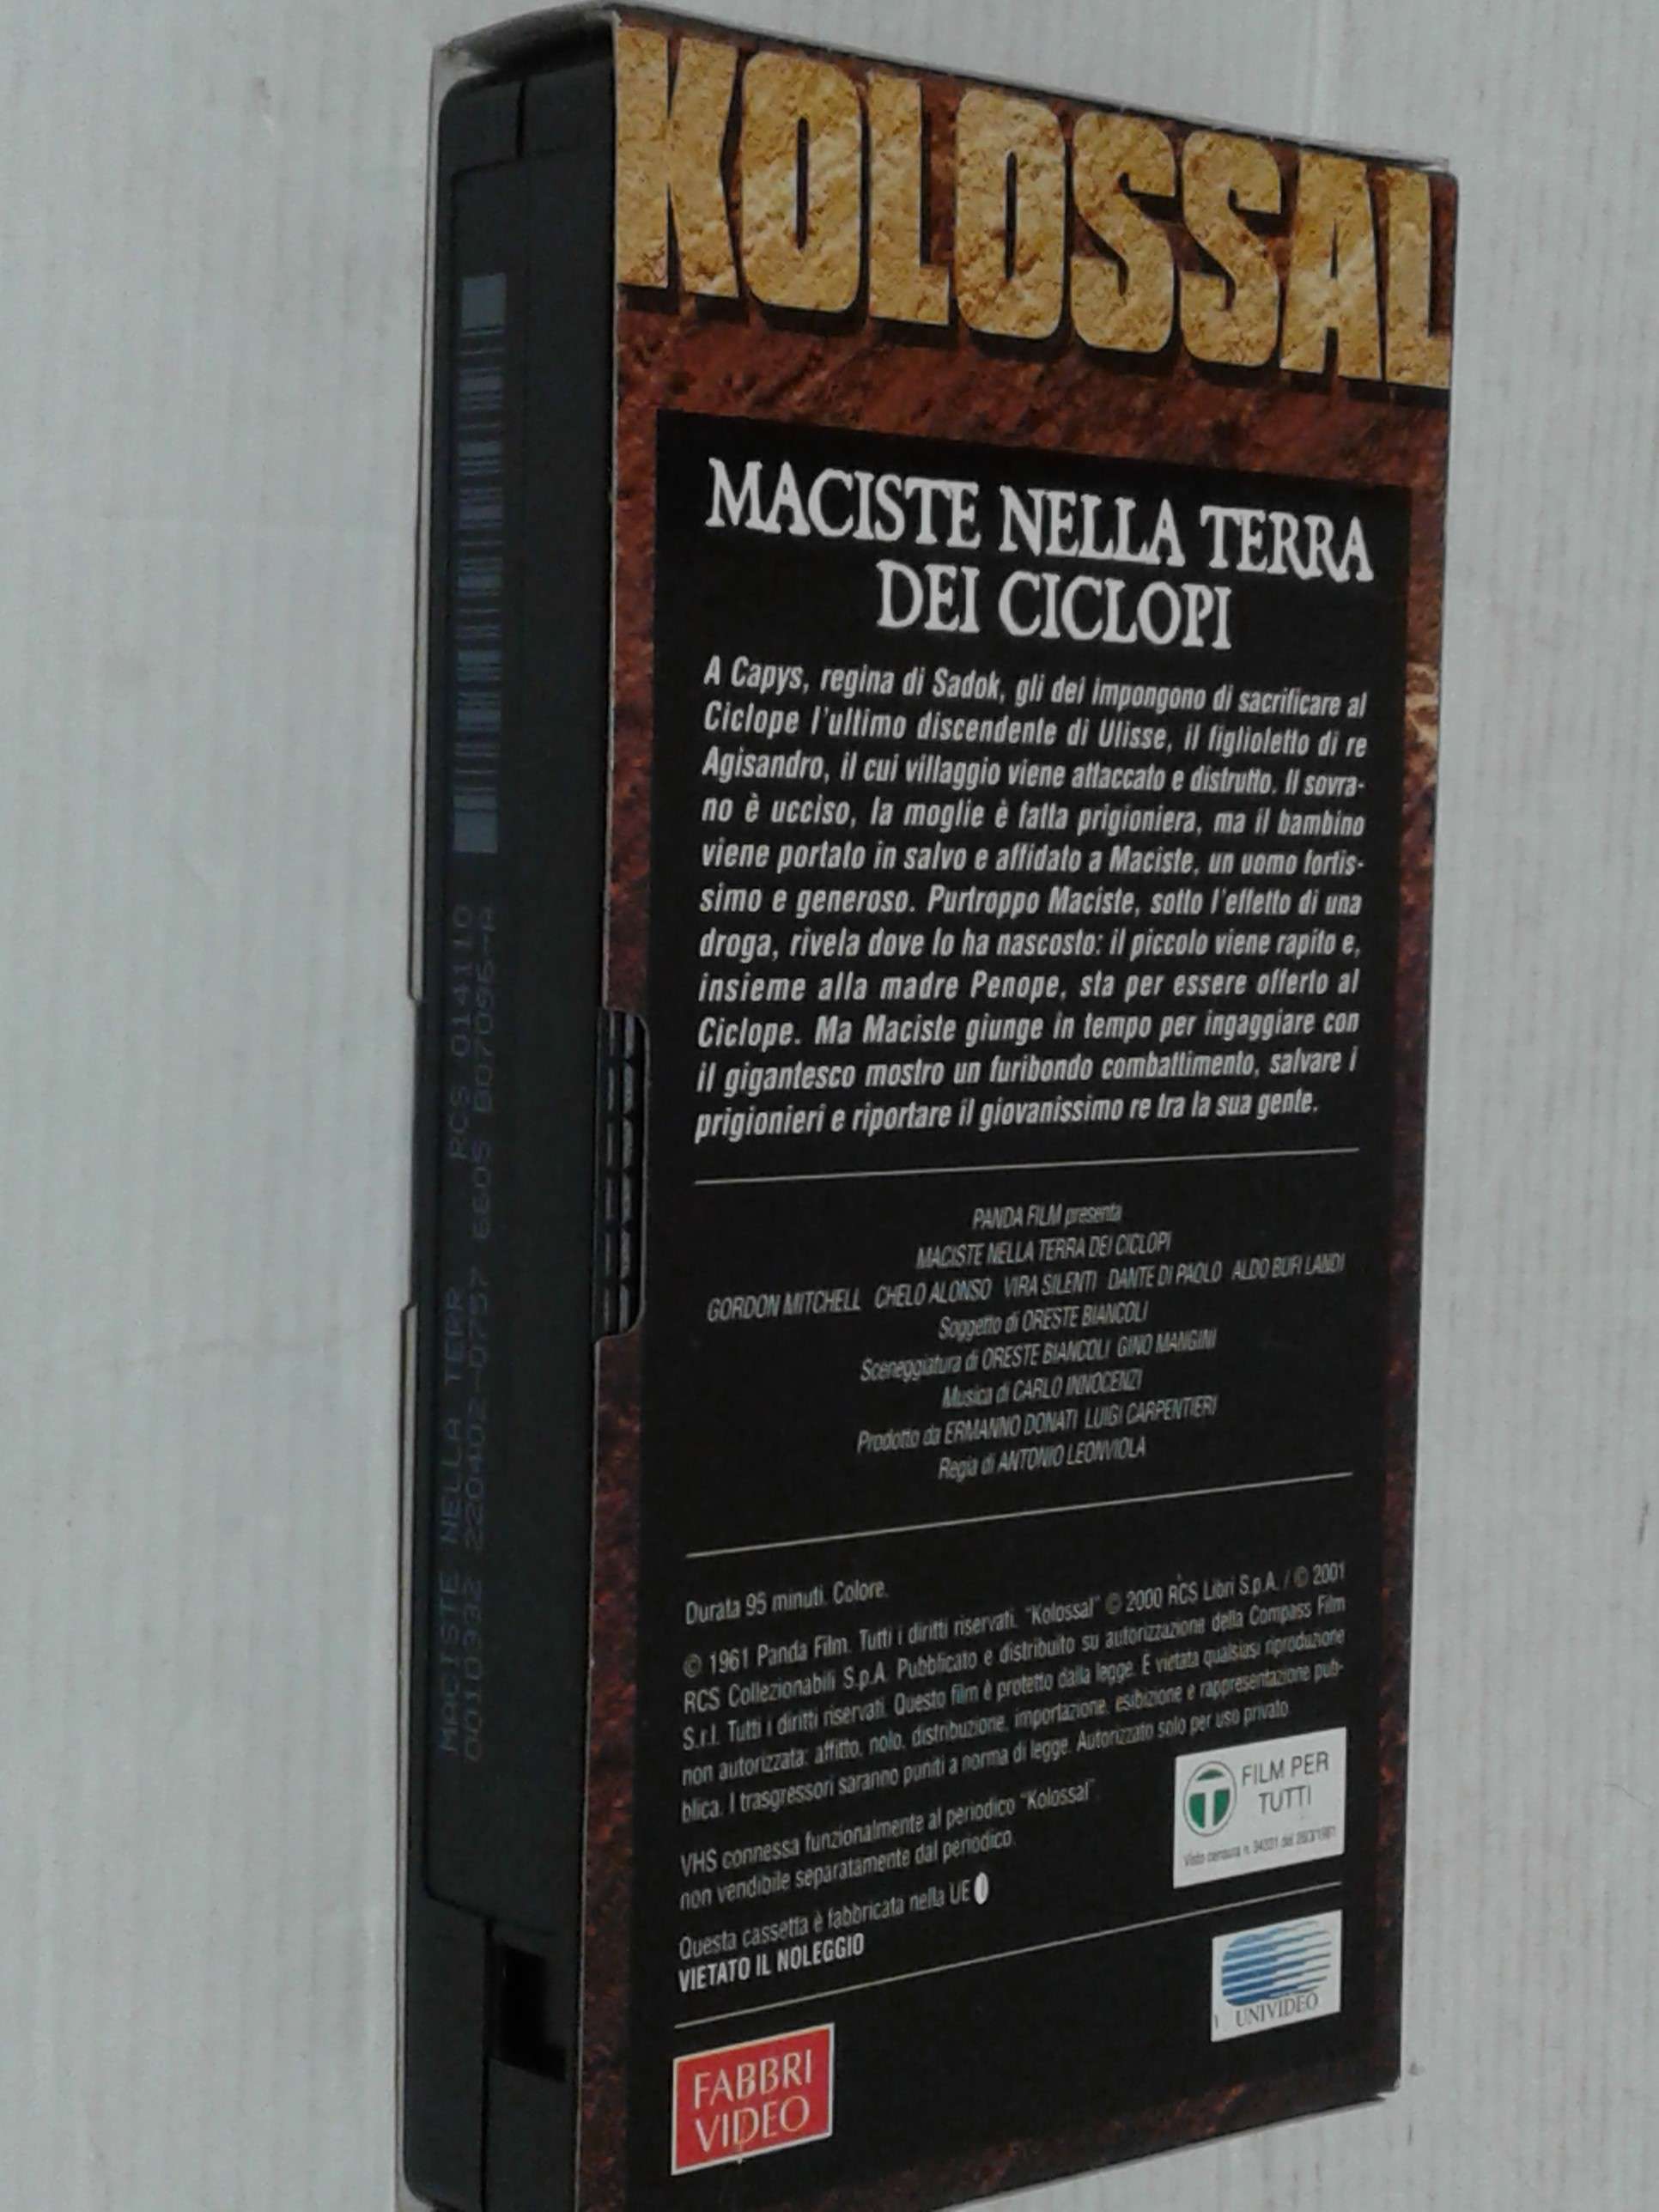 KOLOSSAL
MACISTE NELLA TERRA
DEI CICLOPI
A Capys, regina di Sadok, gli dei impongono di sacrificare al
Ciclope l'ultimo discendente di Ulisse, il figlioletto di re
Agisandro, il cui villaggio viene attaccato e distrutto. Il sovra-
no è ucciso, la moglie è fatta prigioniera, ma il bambino
viene portato in salvo e affidato a Maciste, un uomo fortis-
simo e generoso. Purtroppo Maciste, sotto l'effetto di una
droga, rivela dove lo ha nascosto: il piccolo viene rapito e,
insieme alla madre Penope, sta per essere offerto al
Ciclope. Ma Maciste giunge in tempo per ingaggiare con
il gigantesco mostro un furibondo combattimento, salvare i
prigionieri e riportare il giovanissimo re tra la sua gente.
PANDA FILM presenta
MACISTE NELLA TERRA DEI CICLOPI
GORDON MITCHELL CHELO ALONSO VIRA SILENTI DANTE DI PAOLO ALDO BUFI LANDI
Soggetto di ORESTE BIANCOLI
Sceneggiatura di ORESTE BIANCOLI GINO MANGINI
Musica di CARLO INNOCENZI
Prodotto da ERMANNO DONATI LUIGI CARPENTIERI
Regia di ANTONIO LEONVIOLA
Durata 95 minuti. Colore.
© 1961 Panda Film. Tutti i diritti riservati. "Kolossal" © 2000 RCS Libri S.p.A. / © 2001
RCS Collezionabili S.p.A. Pubblicato e distribuito su autorizzazione della Compass Film
S.r.l. Tutti i diritti riservati. Questo film è protetto dalla legge. È vietata qualsiasi riproduzione
non autorizzata: affitto, nolo, distribuzione, importazione, esibizione e rappresentazione pub-
blica. I trasgressori saranno puniti a norma di legge. Autorizzato solo per uso privato.
VHS connessa funzionalmente al periodico "Kolossal"
non vendibile separatamente dal periodico.
Questa cassetta è fabbricata nella UE
VIETATO IL NOLEGGIO
FILM PER
TUTTI
Visto censura n.
UNIVIDEO
FABBRI
VIDEO
MACISTE NELLA TERR RCS 014110
0010332 220402-0757 660S B07096-A